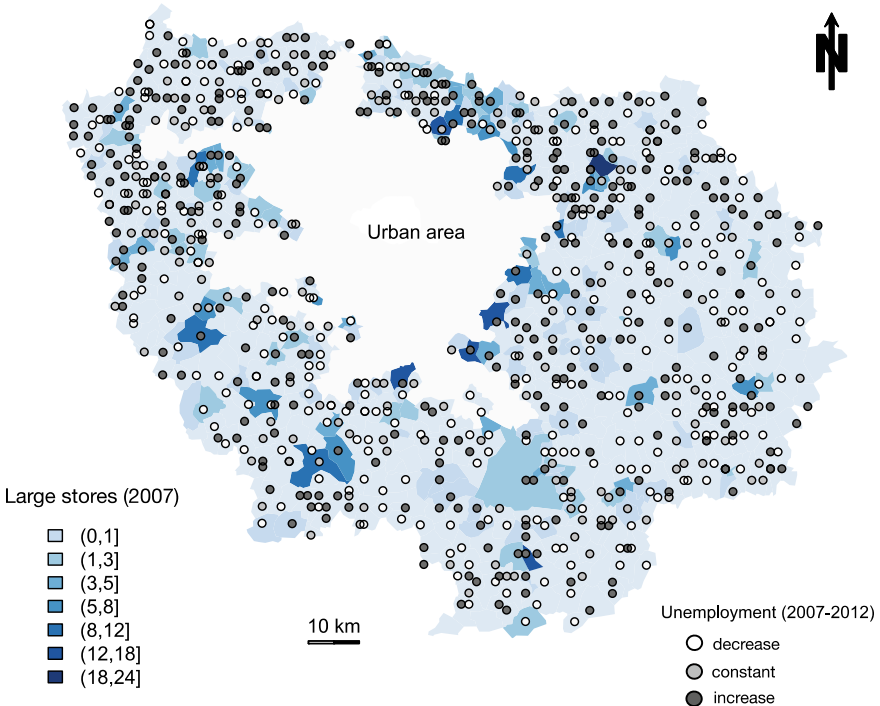 N
Urban area
Large stores (2007)
(0,1]
(1,3]
(3,5]
(5,8]
(8,12]
(12,18]
(18,24]
10 km
Unemployment (2007-2012)
decrease
constant
increase